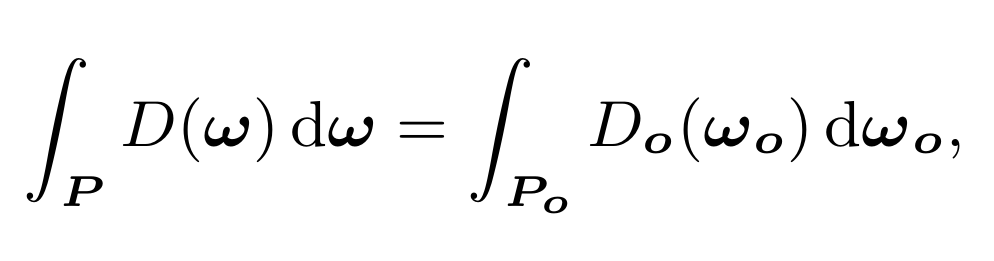 ∫_𝑷 D(𝝎) d𝝎 = ∫_{𝑷_𝒐} D_𝒐(𝝎_𝒐) d𝝎_𝒐,